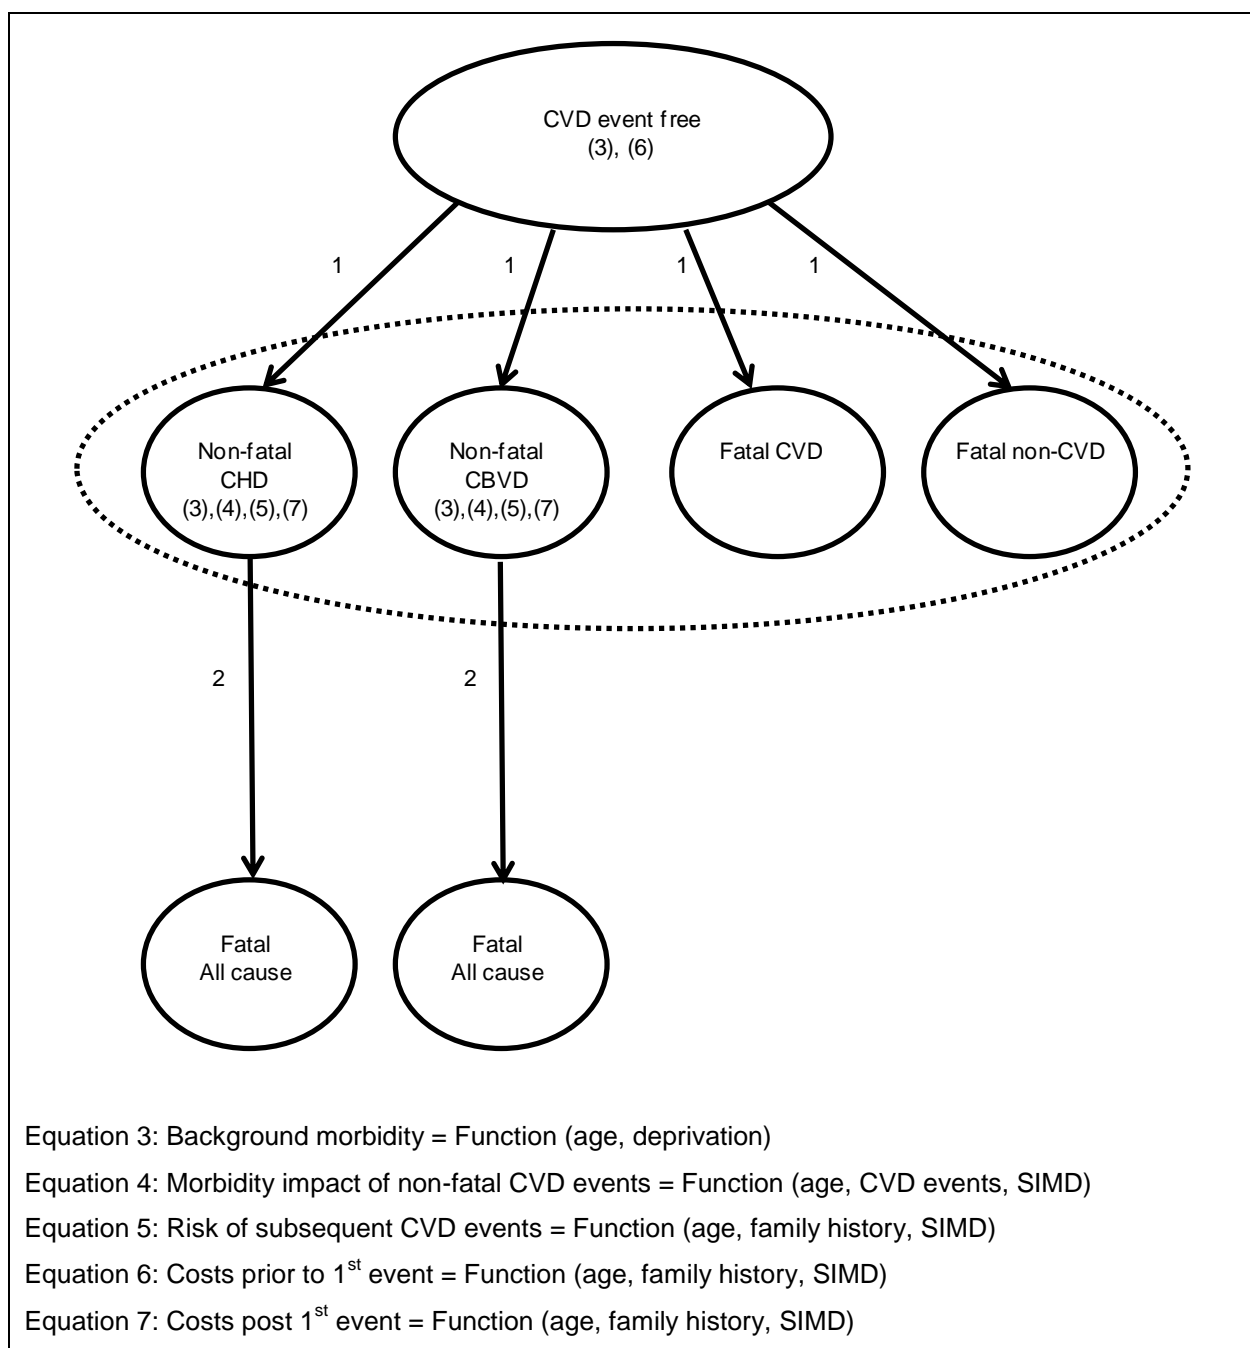 CVD event free
(3), (6)
1
1
1
1
Non-fatal
CHD
(3),(4),(5),(7)
Non-fatal
CBVD
(3),(4),(5),(7)
Fatal CVD
Fatal non-CVD
2
2
Fatal
All cause
Fatal
All cause
Equation 3: Background morbidity = Function (age, deprivation)
Equation 4: Morbidity impact of non-fatal CVD events = Function (age, CVD events, SIMD)
Equation 5: Risk of subsequent CVD events = Function (age, family history, SIMD)
Equation 6: Costs prior to 1st event = Function (age, family history, SIMD)
Equation 7: Costs post 1st event = Function (age, family history, SIMD)